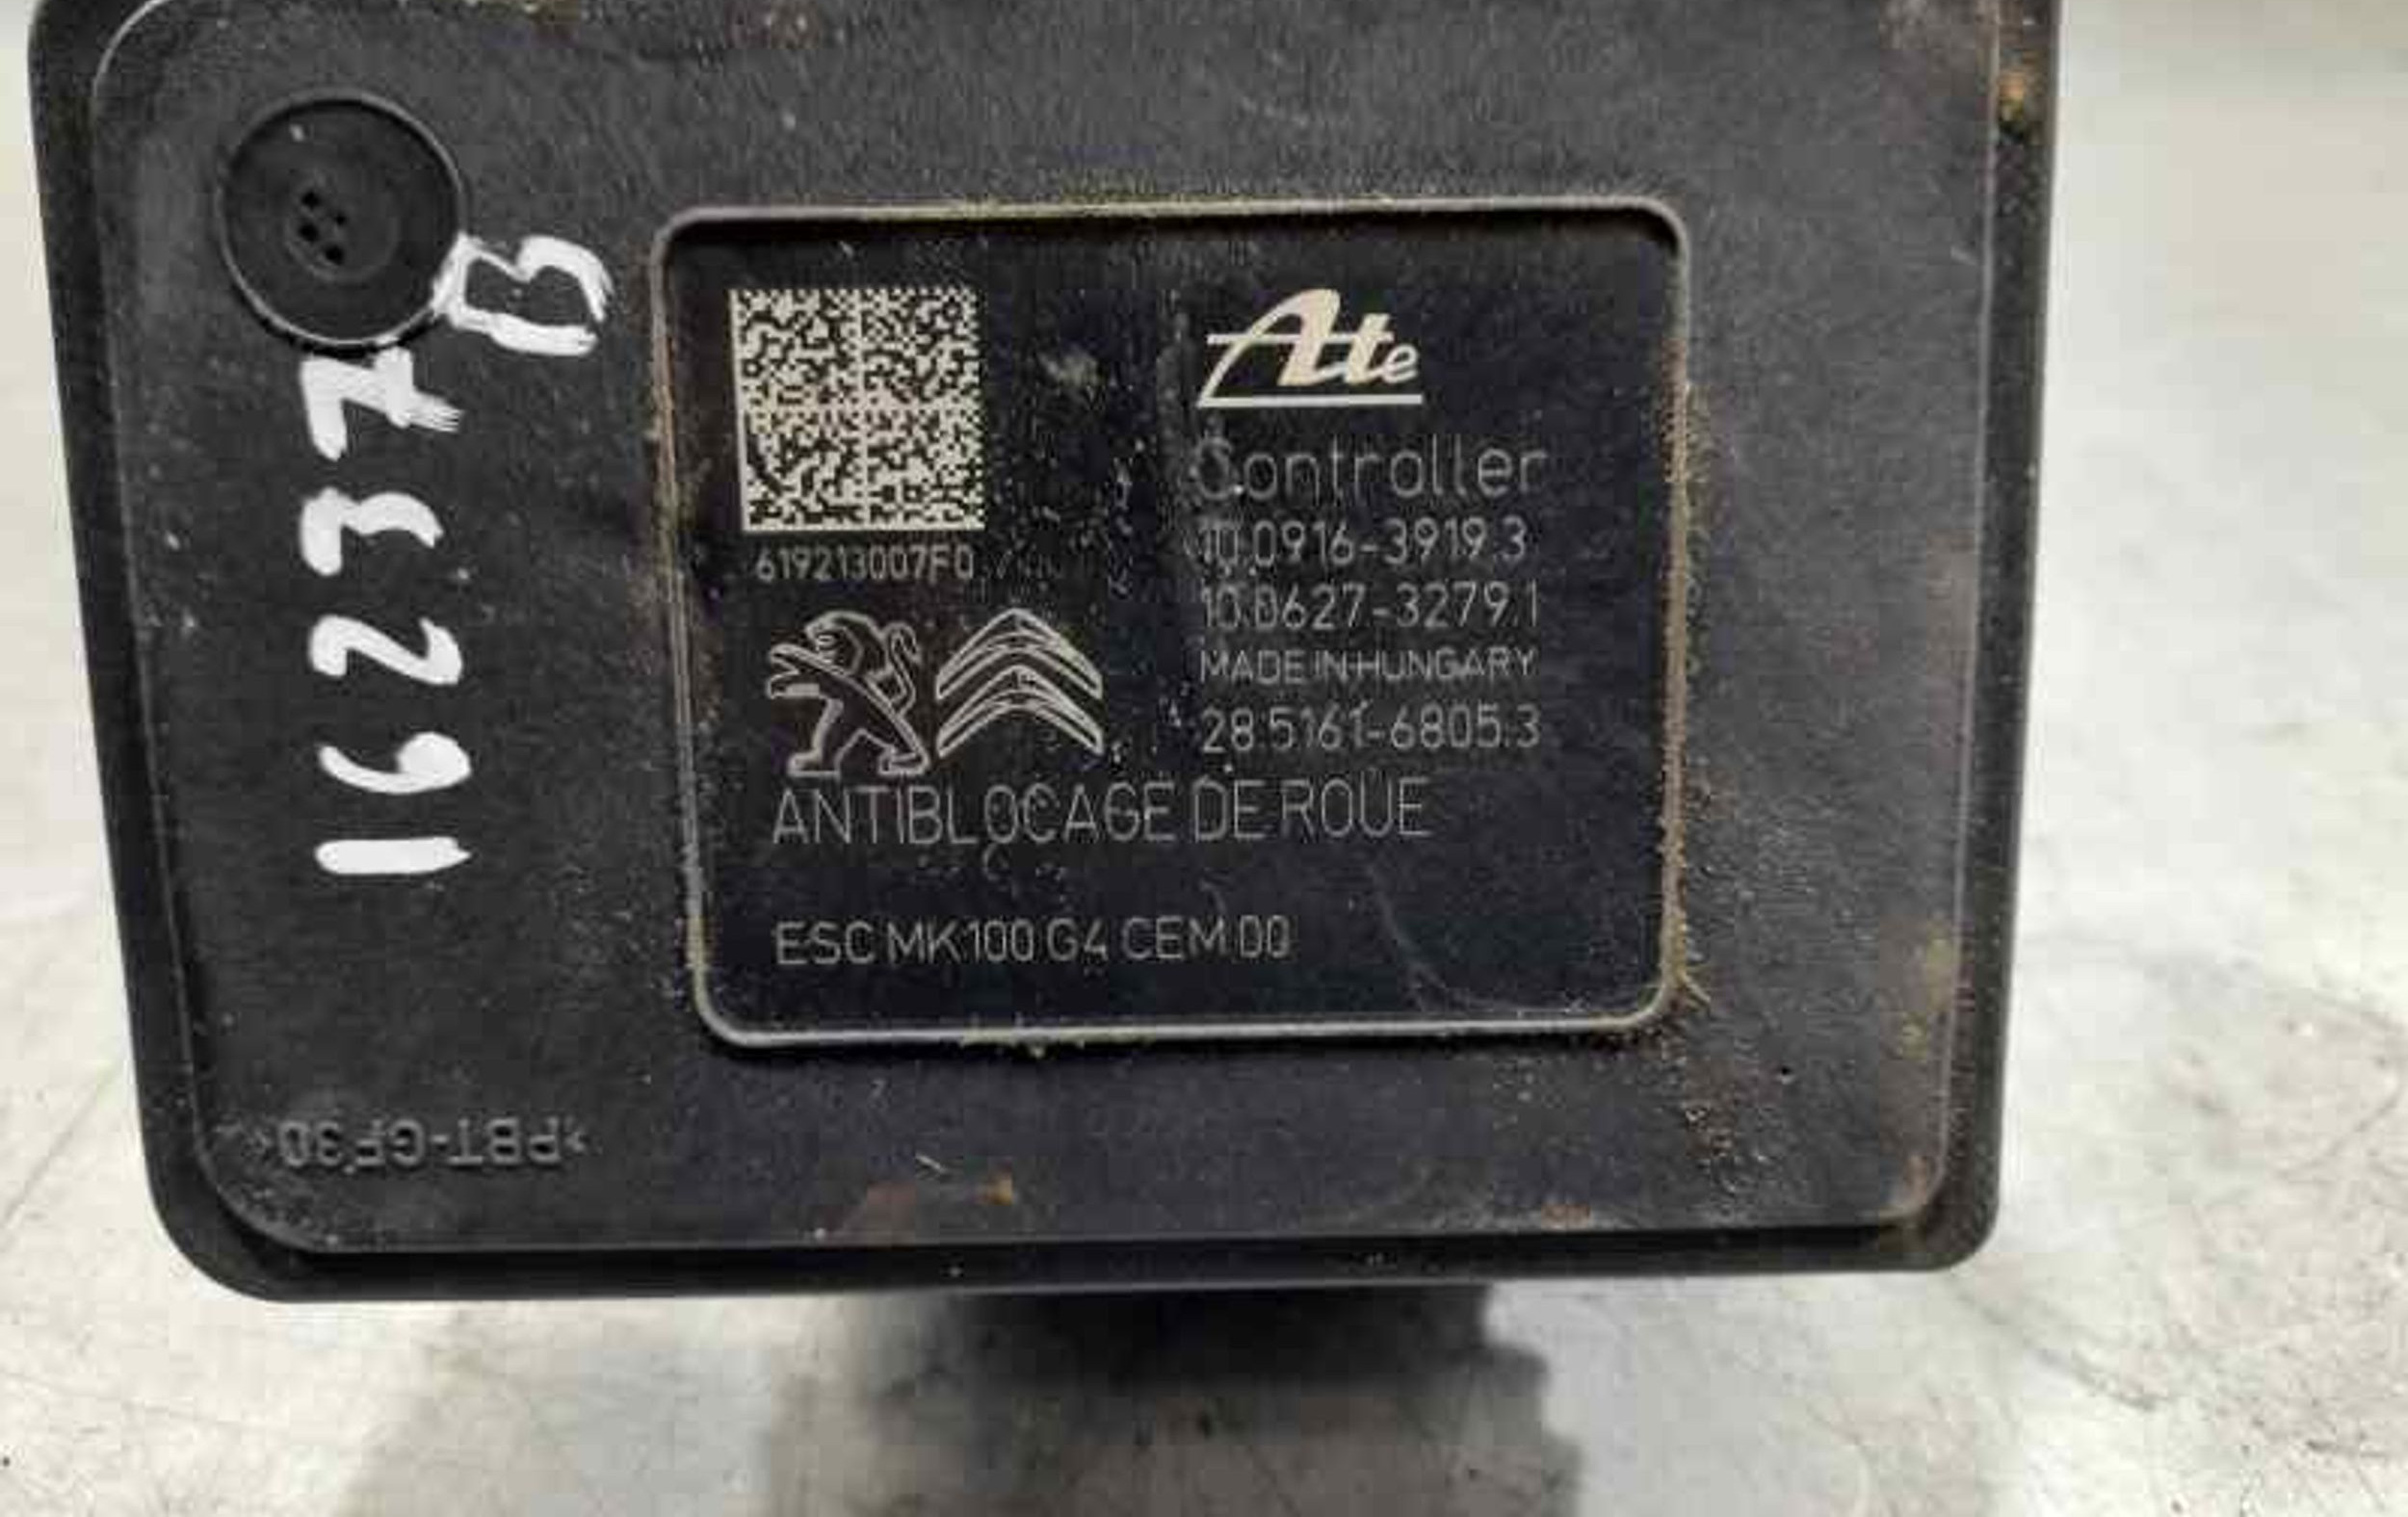 Ate
Controller
10.0916-3919.3
10.0627-3279.1
MADE IN HUNGARY
28.5161-6805.3
619213007F0
ANTIBLOCAGE DE ROUE
ESC MK100 G4 CEM 00
16237
B
>PBT-GF30<